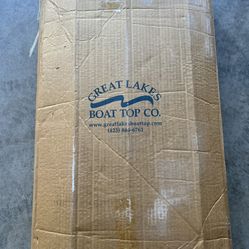 GREAT LAKES
BOAT TOP CO.
www.greatlakesboattop.com